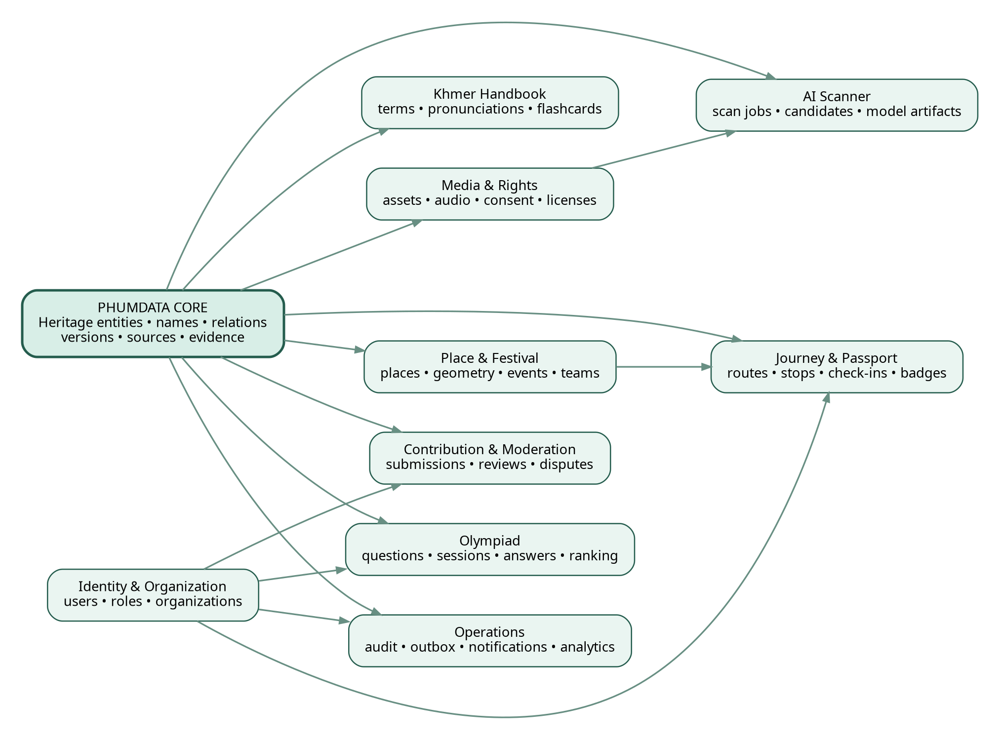 Khmer Handbook
terms • pronunciations • flashcards
AI Scanner
scan jobs • candidates • model artifacts
Media & Rights
assets • audio • consent • licenses
PHUMDATA CORE
Heritage entities • names • relations
versions • sources • evidence
Place & Festival
places • geometry • events • teams
Journey & Passport
routes • stops • check-ins • badges
Contribution & Moderation
submissions • reviews • disputes
Olympiad
questions • sessions • answers • ranking
Identity & Organization
users • roles • organizations
Operations
audit • outbox • notifications • analytics